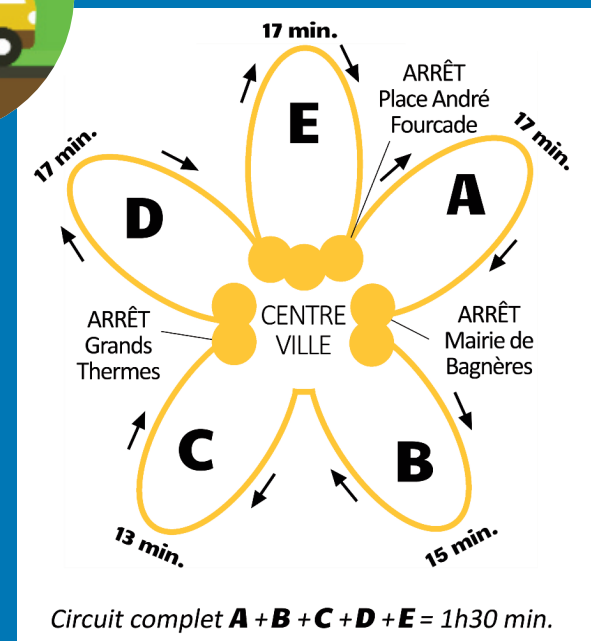 17 min.
E
ARRÊT
Place André
Fourcade
17 min.
A
17 min.
D
ARRÊT
Grands
Thermes
CENTRE
VILLE
ARRÊT
Mairie de
Bagnères
C
B
13 min.
15 min.
Circuit complet A + B + C + D + E = 1h30 min.